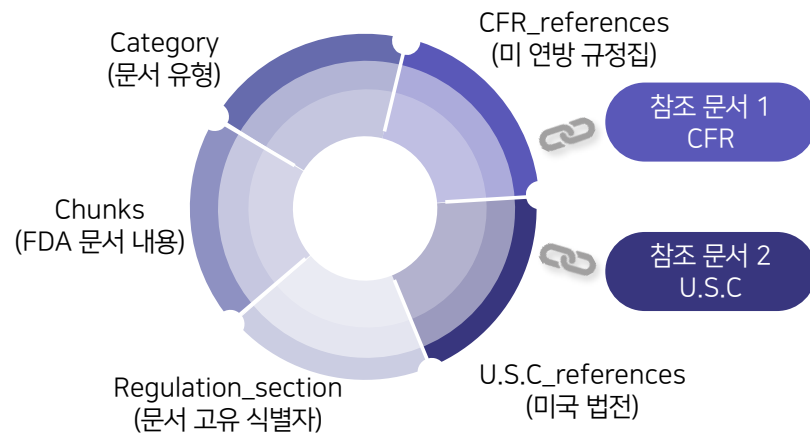 CFR_references
(미 연방 규정집)
Category
(문서 유형)
참조 문서 1
CFR
Chunks
(FDA 문서 내용)
참조 문서 2
U.S.C
Regulation_section
(문서 고유 식별자)
U.S.C_references
(미국 법전)